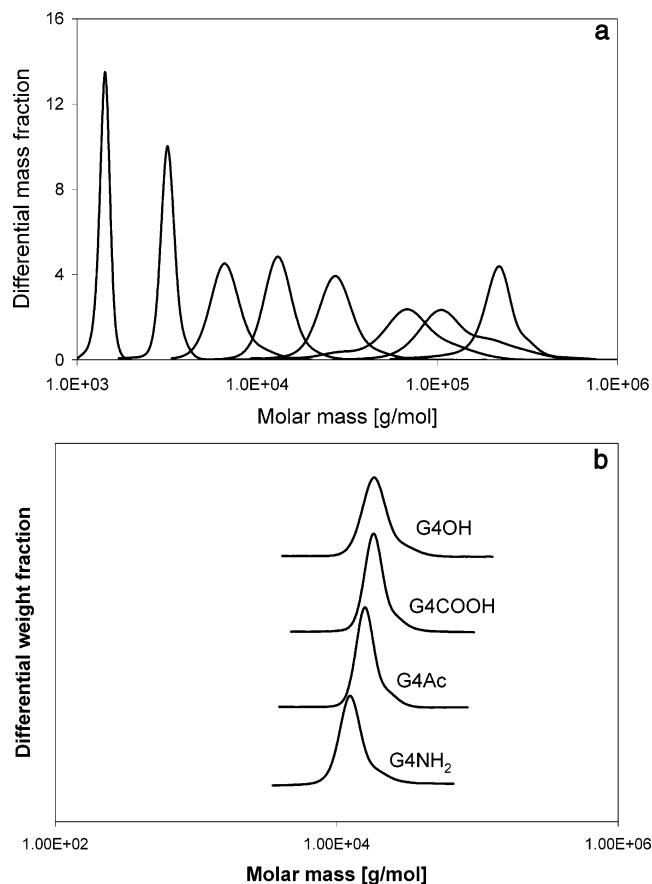 a
16
12
8
4
0
Differential mass fraction
1.0E+03 1.0E+04 1.0E+05 1.0E+06
Molar mass [g/mol]
b
G4OH
G4COOH
G4Ac
G4NH₂
Differential weight fraction
1.00E+02 1.00E+04 1.00E+06
Molar mass [g/mol]